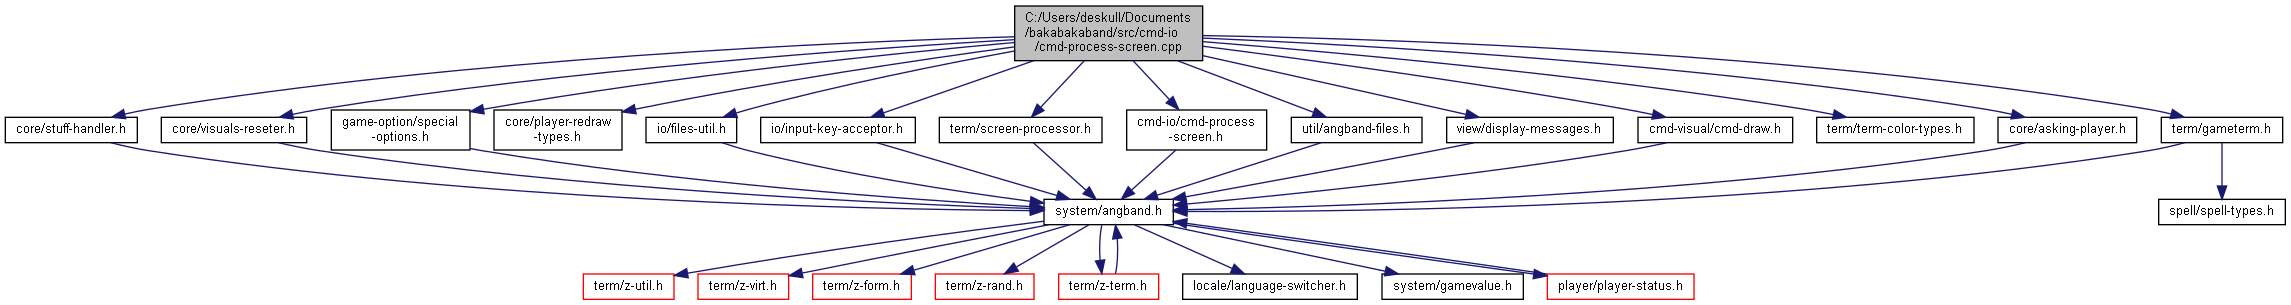 C:/Users/deskull/Documents
/bakabakaband/src/cmd-io
/cmd-process-screen.cpp
core/stuff-handler.h
core/visuals-reseter.h
game-option/special
-options.h
core/player-redraw
-types.h
io/files-util.h
io/input-key-acceptor.h
term/screen-processor.h
cmd-io/cmd-process
-screen.h
util/angband-files.h
view/display-messages.h
cmd-visual/cmd-draw.h
term/term-color-types.h
core/asking-player.h
term/gameterm.h
system/angband.h
spell/spell-types.h
term/z-util.h
term/z-virt.h
term/z-form.h
term/z-rand.h
term/z-term.h
locale/language-switcher.h
system/gamevalue.h
player/player-status.h